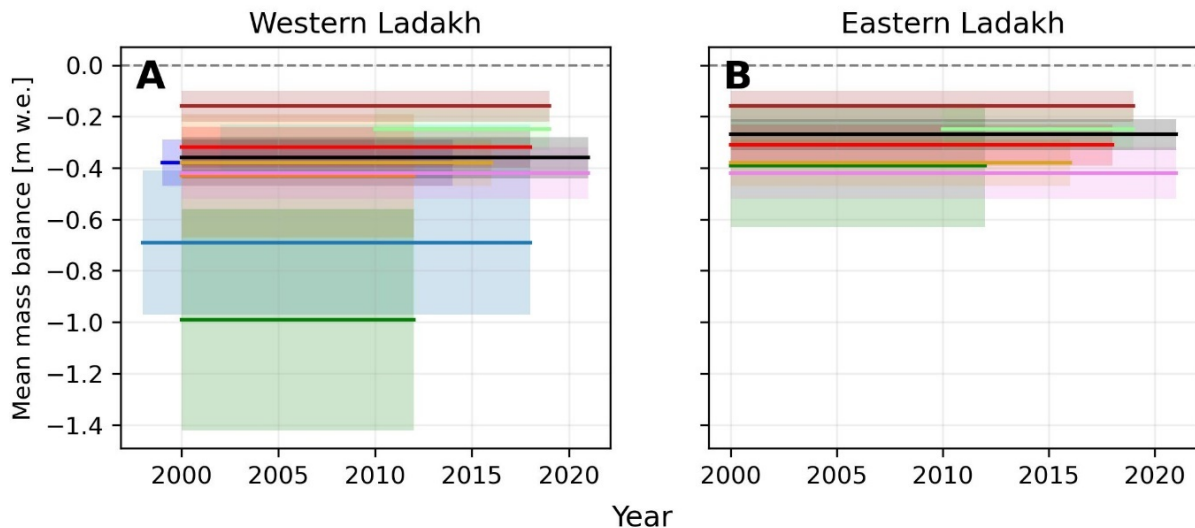 Western Ladakh
Eastern Ladakh
A
B
Mean mass balance [m w.e.]
0.0
−0.2
−0.4
−0.6
−0.8
−1.0
−1.2
−1.4
2000 2005 2010 2015 2020
2000 2005 2010 2015 2020
Year